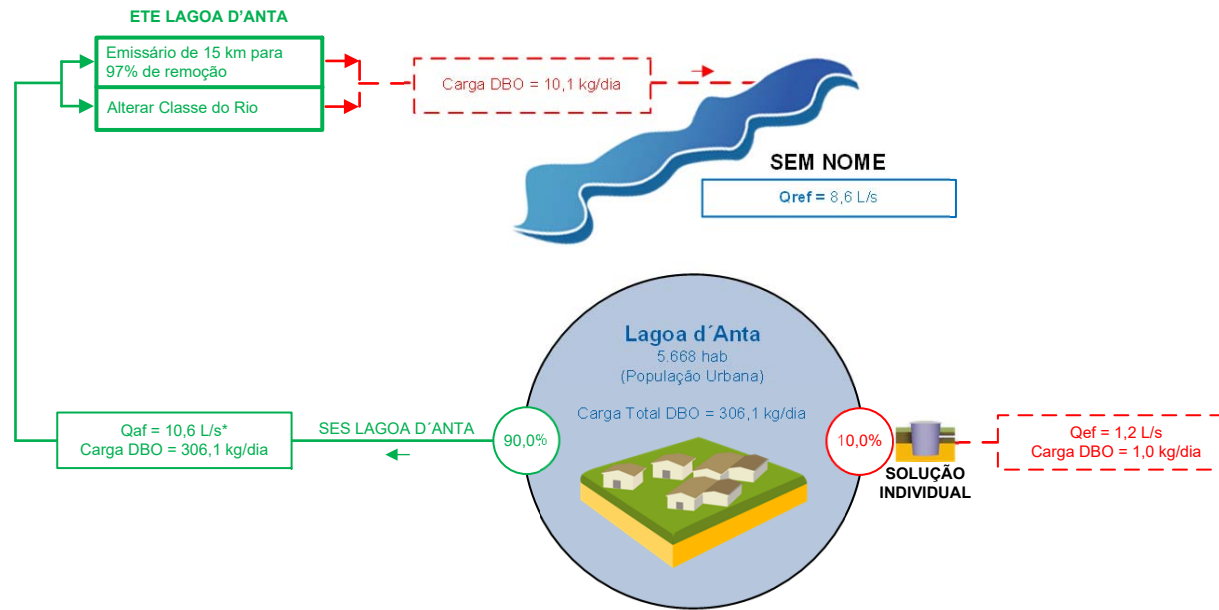 ETE LAGOA D’ANTA
Emissário de 15 km para
97% de remoção
Alterar Classe do Rio
Carga DBO = 10,1 kg/dia
SEM NOME
Qref = 8,6 L/s
Lagoa d´Anta
5.668 hab
(População Urbana)
Carga Total DBO = 306,1 kg/dia
Qaf = 10,6 L/s*
Carga DBO = 306,1 kg/dia
SES LAGOA D´ANTA
90,0%
10,0%
SOLUÇÃO
INDIVIDUAL
Qef = 1,2 L/s
Carga DBO = 1,0 kg/dia